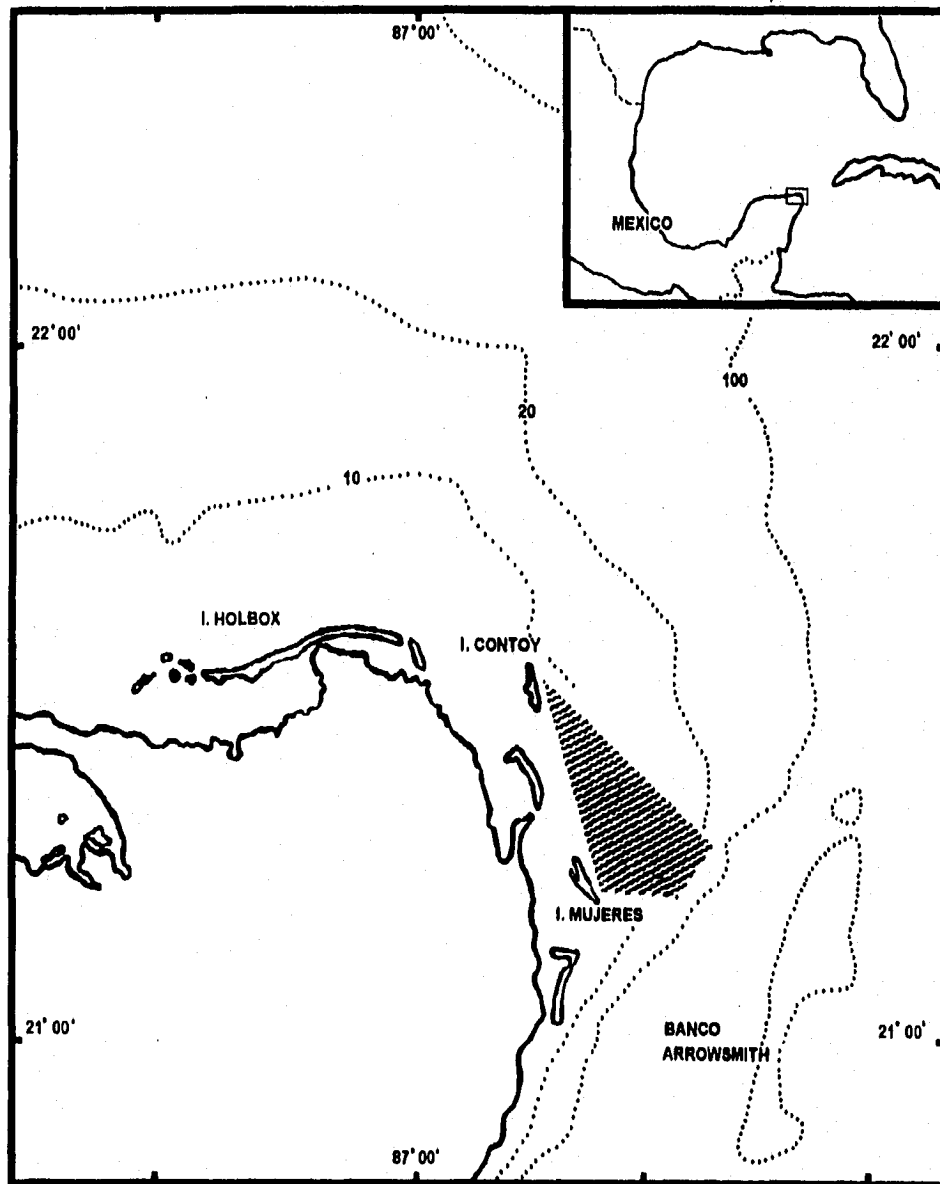 87°00'
MEXICO
22°00'
22°00'
100
20
10
I. HOLBOX
I. CONTOY
I. MUJERES
21°00'
BANCO
ARROWSMITH
21°00'
87°00'